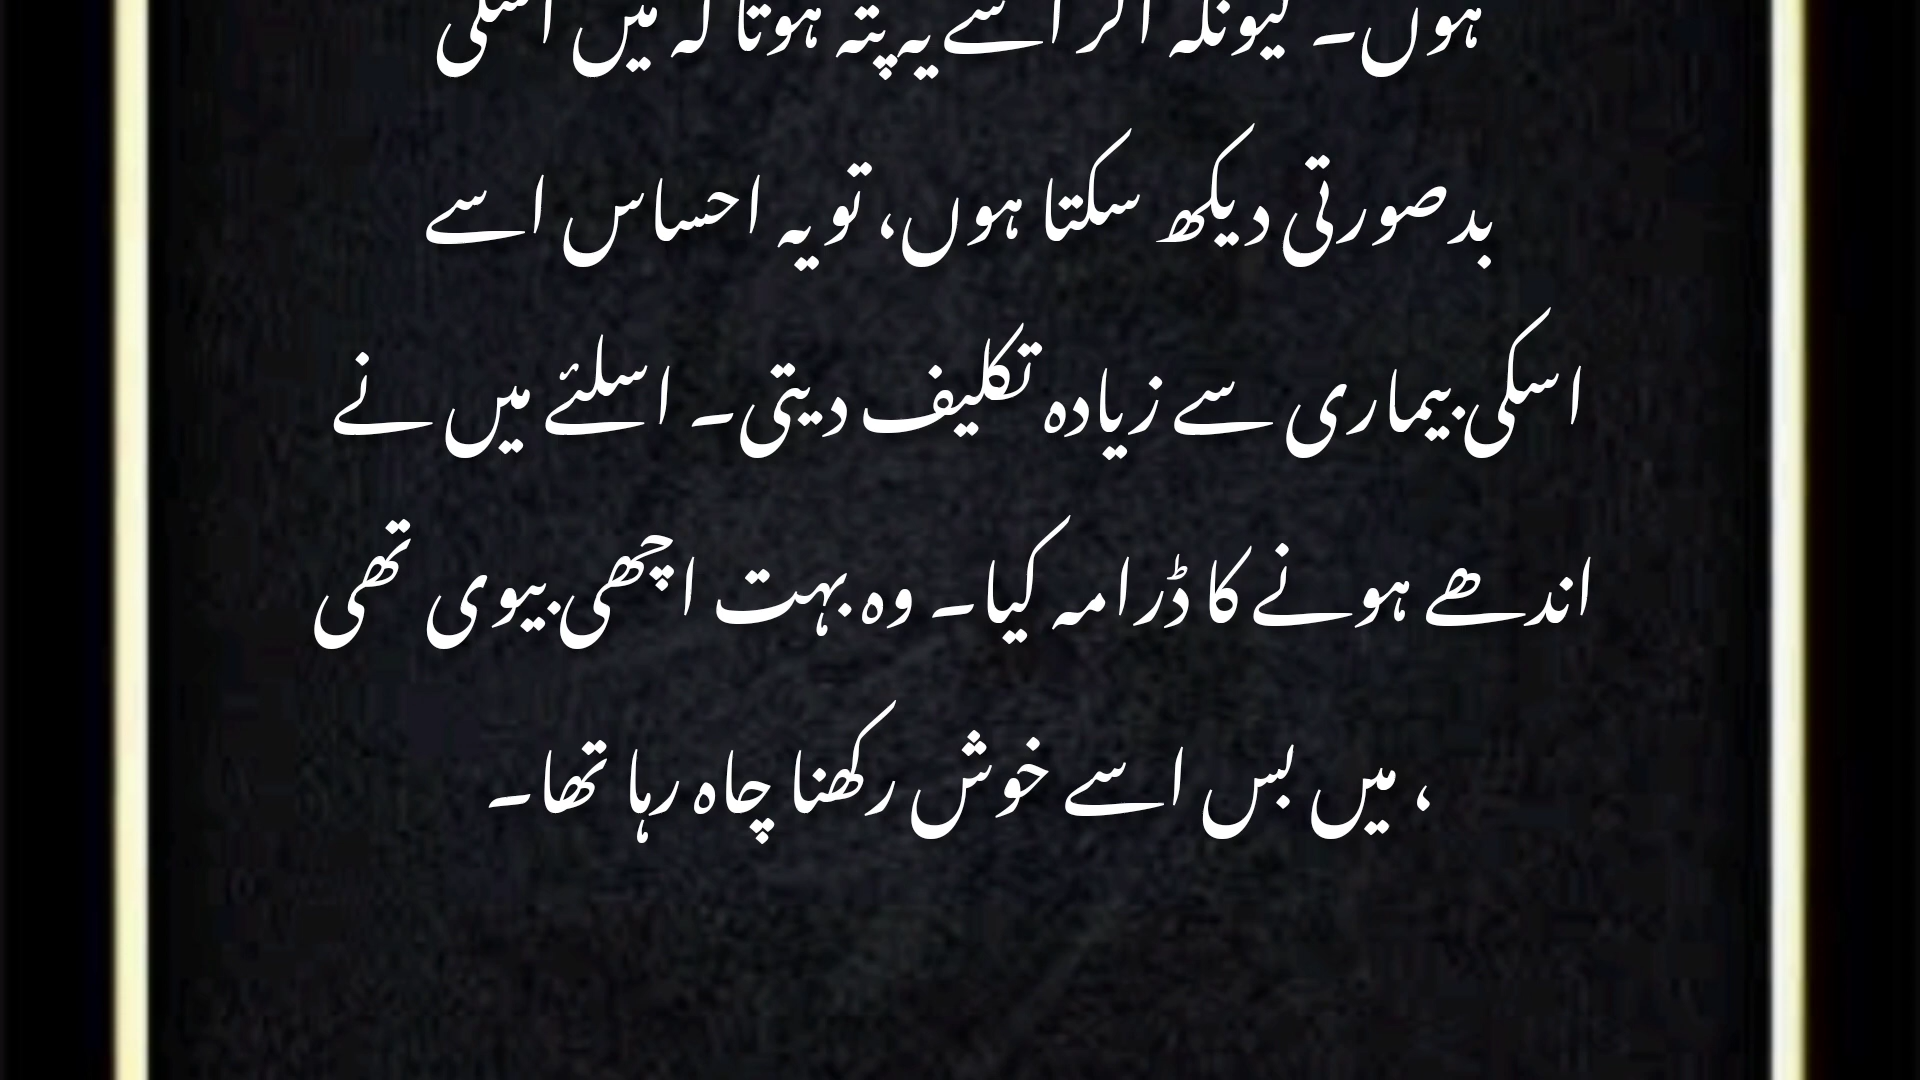 ہوں۔ کیونکہ اگر اسے یہ پتہ ہوتا کہ میں اسکی
بدصورتی دیکھ سکتا ہوں، تو یہ احساس اسے
اسکی بیماری سے زیادہ تکلیف دیتی۔ اسلئے میں نے
اندھے ہونے کا ڈرامہ کیا۔ وہ بہت اچھی بیوی تھی
، میں بس اسے خوش رکھنا چاہ رہا تھا۔